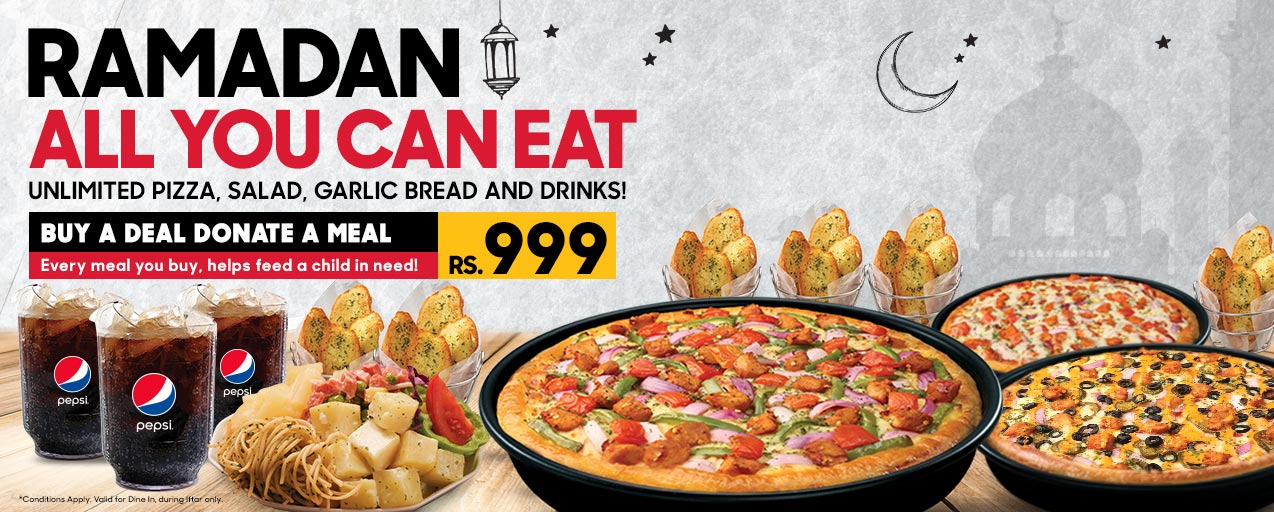 RAMADAN
ALL YOU CAN EAT
UNLIMITED PIZZA, SALAD, GARLIC BREAD AND DRINKS!
BUY A DEAL DONATE A MEAL
Every meal you buy, helps feed a child in need!
RS. 999
pepsi
pepsi
pepsi
*Conditions Apply. Valid for Dine In, during Iftar only.